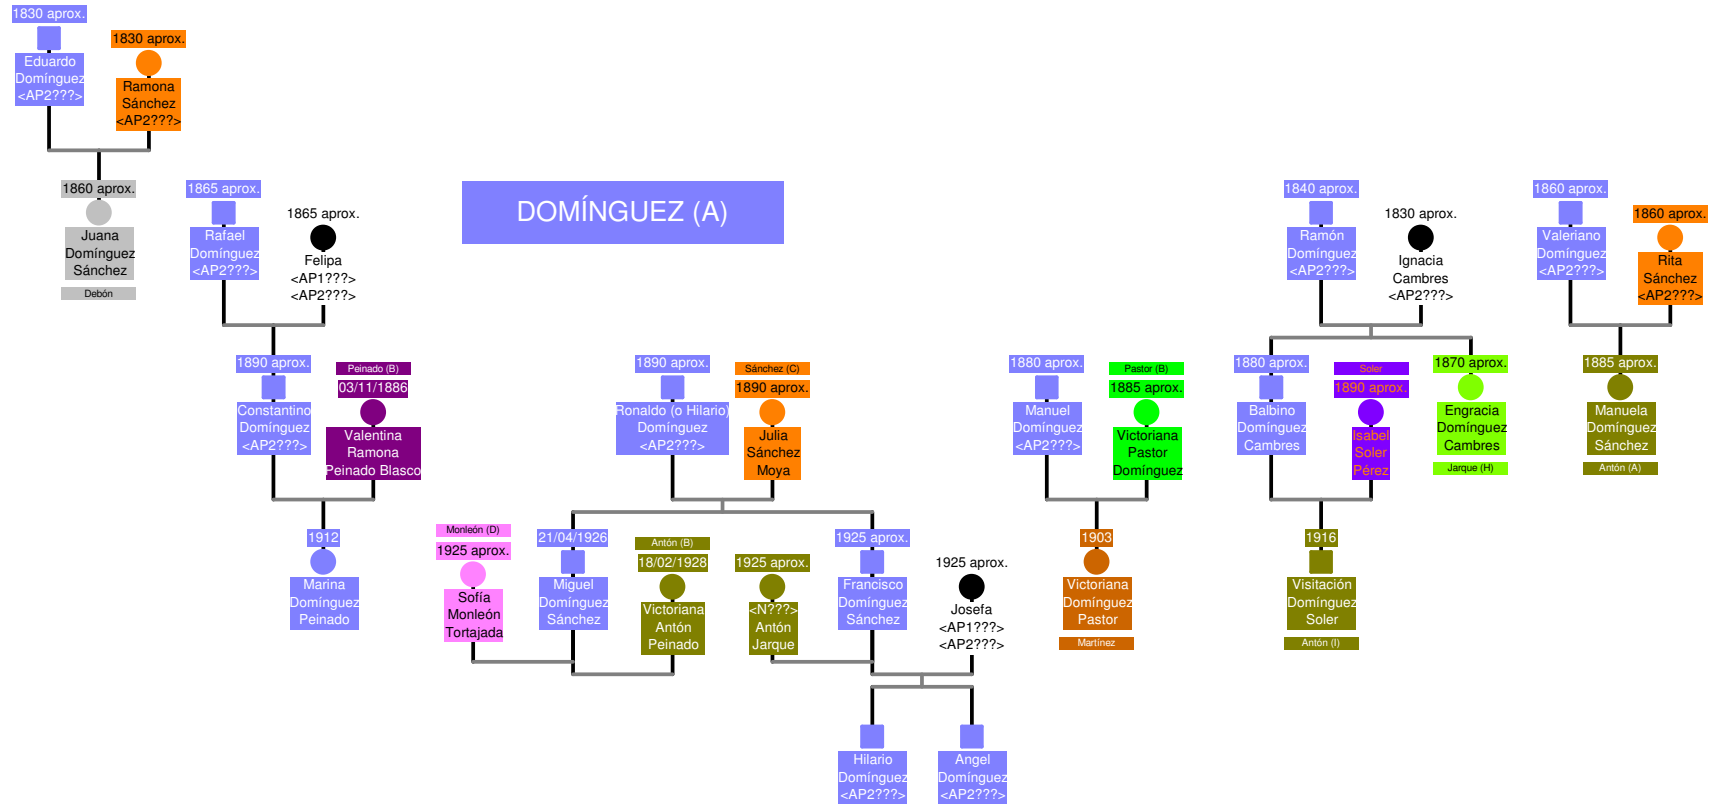 1830 aprox.
Eduardo
Domínguez
<AP2???>
1830 aprox.
Ramona
Sánchez
<AP2???>
1860 aprox.
Juana
Domínguez
Sánchez
Debón
1865 aprox.
Rafael
Domínguez
<AP2???>
1865 aprox.
Felipa
<AP1???>
<AP2???>
DOMÍNGUEZ (A)
1840 aprox.
Ramón
Domínguez
<AP2???>
1830 aprox.
Ignacia
Cambres
<AP2???>
1860 aprox.
Valeriano
Domínguez
<AP2???>
1860 aprox.
Rita
Sánchez
<AP2???>
1890 aprox.
Constantino
Domínguez
<AP2???>
Peinado (B)
03/11/1886
Valentina
Ramona
Peinado Blasco
1890 aprox.
Ronaldo (o Hilario)
Domínguez
<AP2???>
Sánchez (C)
1890 aprox.
Julia
Sánchez
Moya
1880 aprox.
Manuel
Domínguez
<AP2???>
Pastor (B)
1885 aprox.
Victoriana
Pastor
Domínguez
1880 aprox.
Balbino
Domínguez
Cambres
Soler
1890 aprox.
Isabel
Soler
Pérez
1870 aprox.
Engracia
Domínguez
Cambres
Jarque (H)
1885 aprox.
Manuela
Domínguez
Sánchez
Antón (A)
1912
Marina
Domínguez
Peinado
Monleón (D)
1925 aprox.
Sofía
Monleón
Tortajada
21/04/1926
Miguel
Domínguez
Sánchez
Antón (B)
18/02/1928
Victoriana
Antón
Peinado
1925 aprox.
<N???>
Antón
Jarque
1925 aprox.
Francisco
Domínguez
Sánchez
1925 aprox.
Josefa
<AP1???>
<AP2???>
1903
Victoriana
Domínguez
Pastor
Martínez
1916
Visitación
Domínguez
Soler
Antón (I)
Hilario
Domínguez
<AP2???>
Angel
Domínguez
<AP2???>